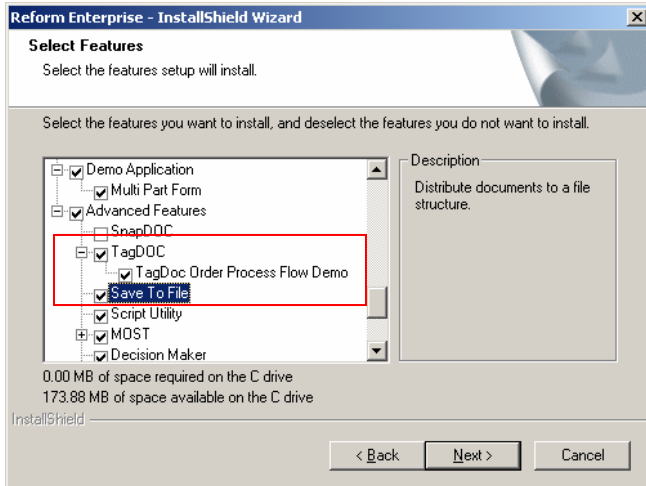 Reform Enterprise - InstallShield Wizard
Select Features
Select the features setup will install.
Select the features you want to install, and deselect the features you do not want to install.
Demo Application
Multi Part Form
Advanced Features
SnapDOC
TagDOC
TagDoc Order Process Flow Demo
Save To File
Script Utility
MOST
Decision Maker
Description
Distribute documents to a file
structure.
0.00 MB of space required on the C drive
173.88 MB of space available on the C drive
InstallShield
< Back
Next >
Cancel